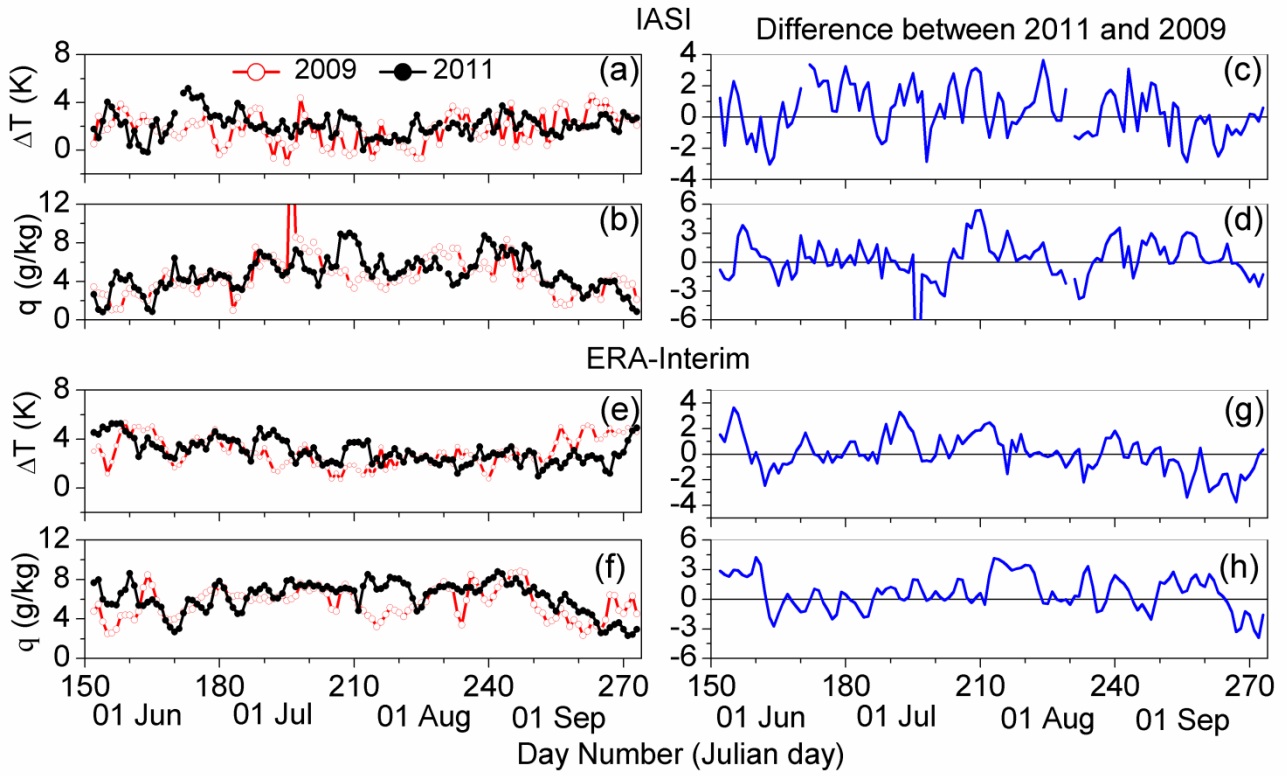 IASI
Difference between 2011 and 2009
2009 2011
(a)
ΔT (K)
8
4
0
(c)
4
2
0
-2
-4
(b)
q (g/kg)
12
8
4
0
(d)
6
3
0
-3
-6
ERA-Interim
(e)
ΔT (K)
8
4
0
(g)
4
2
0
-2
-4
(f)
q (g/kg)
12
8
4
0
(h)
6
3
0
-3
-6
150 180 210 240 270
01 Jun 01 Jul 01 Aug 01 Sep
150 180 210 240 270
01 Jun 01 Jul 01 Aug 01 Sep
Day Number (Julian day)